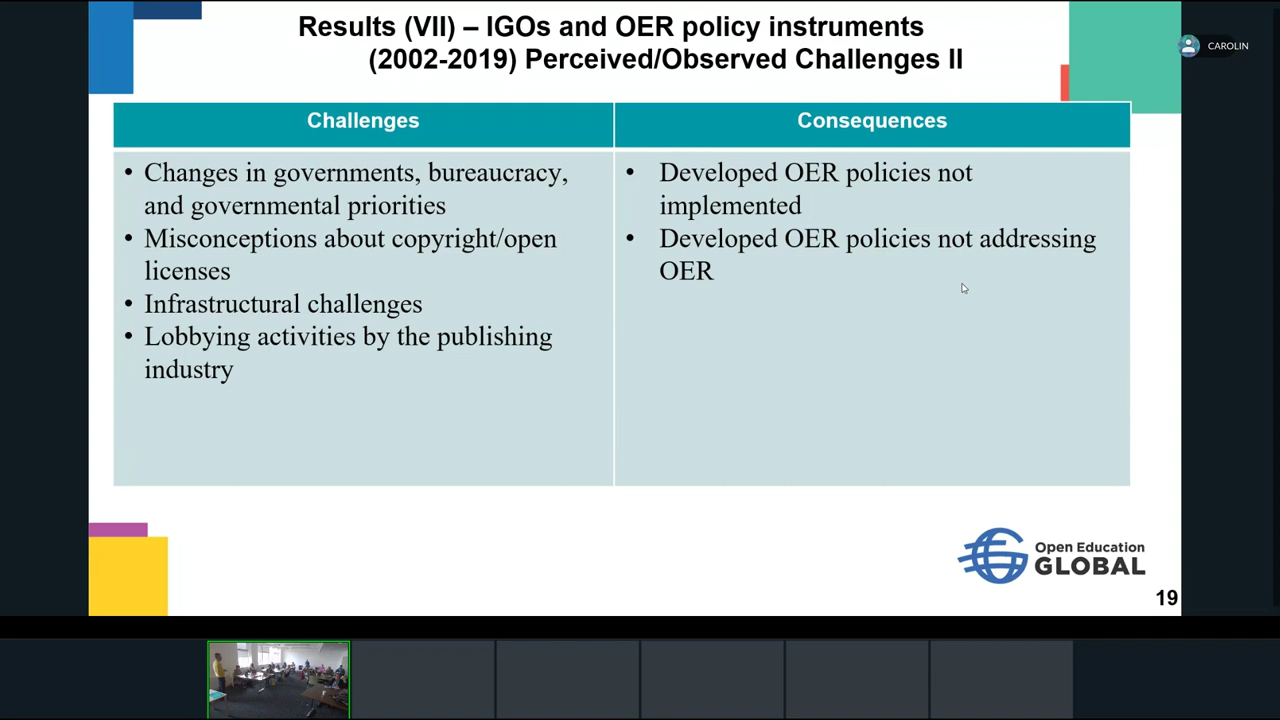 Results (VII) – IGOs and OER policy instruments
(2002-2019) Perceived/Observed Challenges II
CAROLIN
Challenges
Consequences
• Changes in governments, bureaucracy,
and governmental priorities
• Misconceptions about copyright/open
licenses
• Infrastructural challenges
• Lobbying activities by the publishing
industry
• Developed OER policies not
implemented
• Developed OER policies not addressing
OER
Open Education
GLOBAL
19